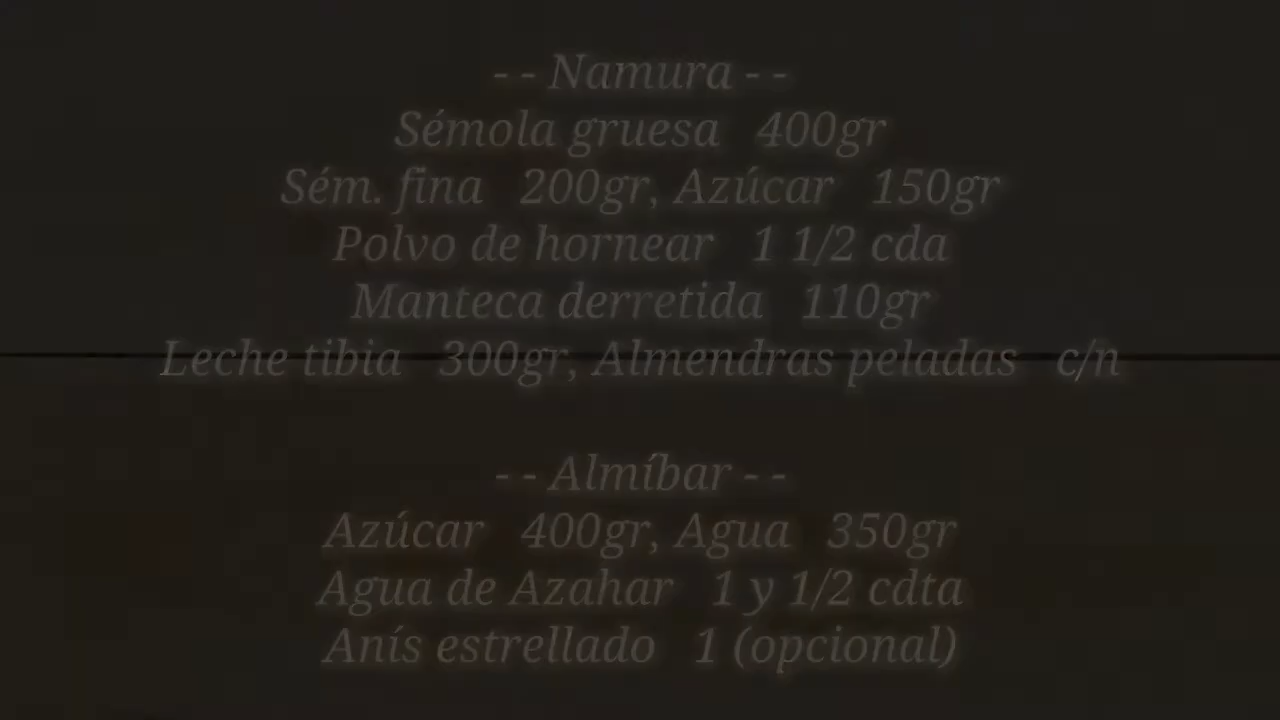 - - Namura - -
Sémola gruesa 400gr
Sém. fina 200gr, Azúcar 150gr
Polvo de hornear 1 1/2 cda
Manteca derretida 110gr
Leche tibia 300gr, Almendras peladas c/n
- - Almíbar - -
Azúcar 400gr, Agua 350gr
Agua de Azahar 1 y 1/2 cdta
Anís estrellado 1 (opcional)